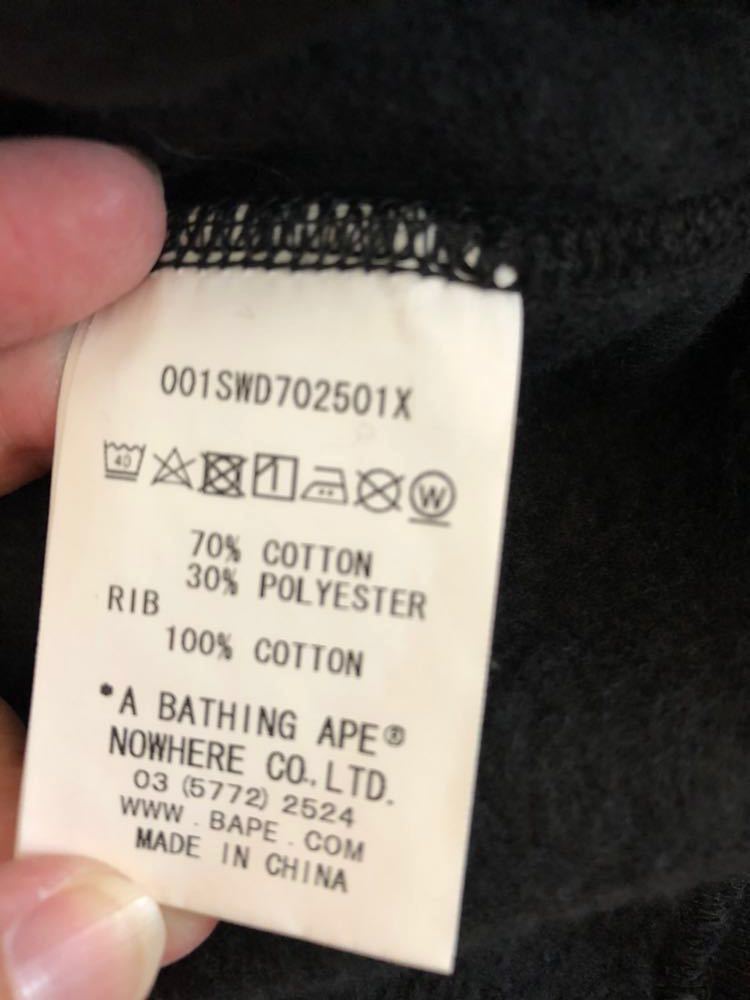 001SWD702501X
40 W
70% COTTON
30% POLYESTER
RIB
100% COTTON
*A BATHING APE®
NOWHERE CO.,LTD.
03 (5772) 2524
WWW . BAPE . COM
MADE IN CHINA